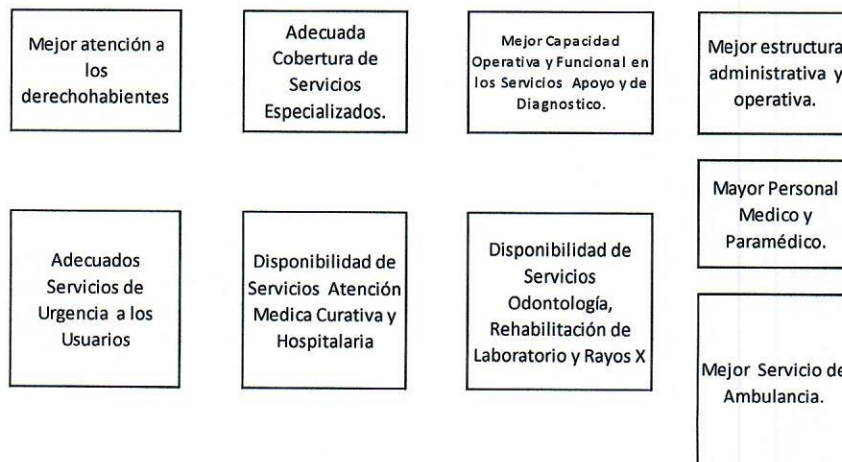 Mejor atención a
los
derechohabientes
Adecuada
Cobertura de
Servicios
Especializados.
Mejor Capacidad
Operativa y Funcional en
los Servicios Apoyo y de
Diagnostico.
Mejor estructura
administrativa y
operativa.
Mayor Personal
Medico y
Paramédico.
Adecuados
Servicios de
Urgencia a los
Usuarios
Disponibilidad de
Servicios Atención
Medica Curativa y
Hospitalaria
Disponibilidad de
Servicios
Odontología,
Rehabilitación de
Laboratorio y Rayos X
Mejor Servicio de
Ambulancia.